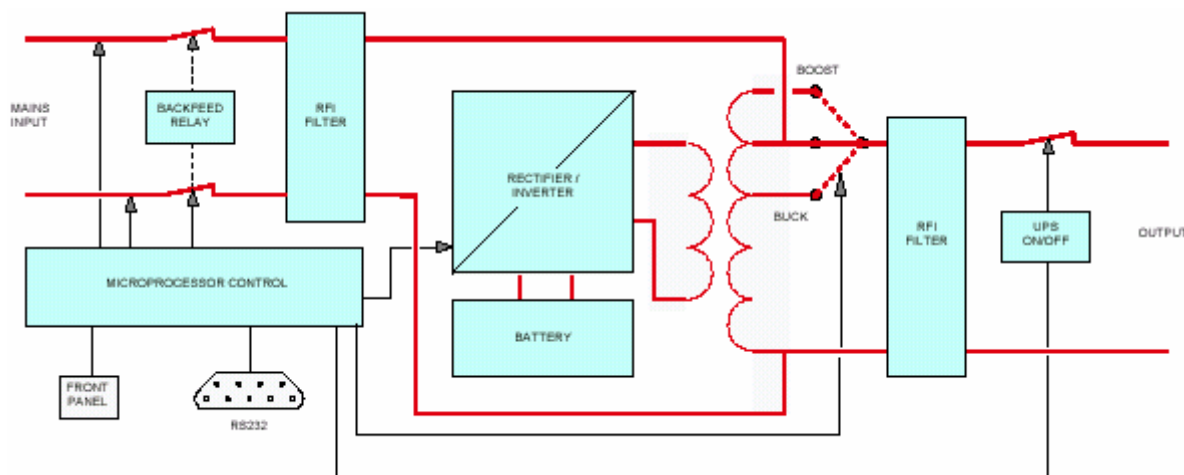 BOOST
MAINS
INPUT
BACKFEED
RELAY
RFI
FILTER
RECTIFIER /
INVERTER
BUCK
RFI
FILTER
UPS
ON/OFF
OUTPUT
MICROPROCESSOR CONTROL
BATTERY
FRONT
PANEL
RS232